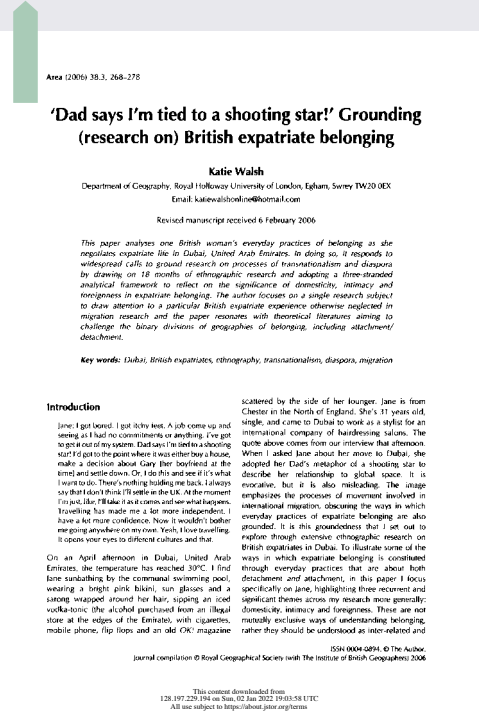 Area (2006) 38.3, 268–278
'Dad says I'm tied to a shooting star!' Grounding
(research on) British expatriate belonging
Katie Walsh
Department of Geography, Royal Holloway University of London, Egham, Surrey TW20 0EX
Email: katiewalshonline@hotmail.com
Revised manuscript received 6 February 2006
This paper analyses one British woman's everyday practices of belonging as she
negotiates expatriate life in Dubai, United Arab Emirates. In doing so, it responds to
widespread calls to ground research on processes of transnationalism and diaspora
by drawing on 18 months of ethnographic research and adopting a three-stranded
analytical framework to reflect on the significance of domesticity, intimacy and
foreignness in expatriate belonging. The author focuses on a single research subject
to draw attention to a particular British expatriate experience otherwise neglected in
migration research and the paper resonates with theoretical literatures aiming to
challenge the binary divisions of geographies of belonging, including attachment/
detachment.
Key words: Dubai, British expatriates, ethnography, transnationalism, diaspora, migration
Introduction
Jane: I got bored. I got itchy feet. A job come up and
seeing as I had no commitments or anything. I've got
to get it out of my system. Dad says I'm tied to a shooting
star! I'd got to the point where it was either buy a house,
make a decision about Gary [her boyfriend at the
time] and settle down. Or, I do this and see if it's what
I want to do. There's nothing holding me back. I always
say that I don't think I'll settle in the UK. At the moment
I'm just, like, I'll take it as it comes and see what happens.
Travelling has made me a lot more independent. I
have a lot more confidence. Now it wouldn't bother
me going anywhere on my own. Yeah, I love travelling.
It opens your eyes to different cultures and that.
On an April afternoon in Dubai, United Arab
Emirates, the temperature has reached 30°C. I find
Jane sunbathing by the communal swimming pool,
wearing a bright pink bikini, sun glasses and a
sarong wrapped around her hair, sipping an iced
vodka-tonic (the alcohol purchased from an illegal
store at the edges of the Emirate), with cigarettes,
mobile phone, flip flops and an old OK! magazine
scattered by the side of her lounger. Jane is from
Chester in the North of England. She's 31 years old,
single, and came to Dubai to work as a stylist for an
international company of hairdressing salons. The
quote above comes from our interview that afternoon.
When I asked Jane about her move to Dubai, she
adopted her Dad's metaphor of a shooting star to
describe her relationship to global space. It is
evocative, but it is also misleading. The image
emphasizes the processes of movement involved in
international migration, obscuring the ways in which
everyday practices of expatriate belonging are also
grounded. It is this groundedness that I set out to
explore through extensive ethnographic research on
British expatriates in Dubai. To illustrate some of the
ways in which expatriate belonging is constituted
through everyday practices that are about both
detachment and attachment, in this paper I focus
specifically on Jane, highlighting three recurrent and
significant themes across my research more generally:
domesticity, intimacy and foreignness. These are not
mutually exclusive ways of understanding belonging,
rather they should be understood as inter-related and
ISSN 0004-0894. © The Author.
Journal compilation © Royal Geographical Society (with The Institute of British Geographers) 2006
This content downloaded from
128.197.229.194 on Sun, 02 Jan 2022 19:03:58 UTC
All use subject to https://about.jstor.org/terms